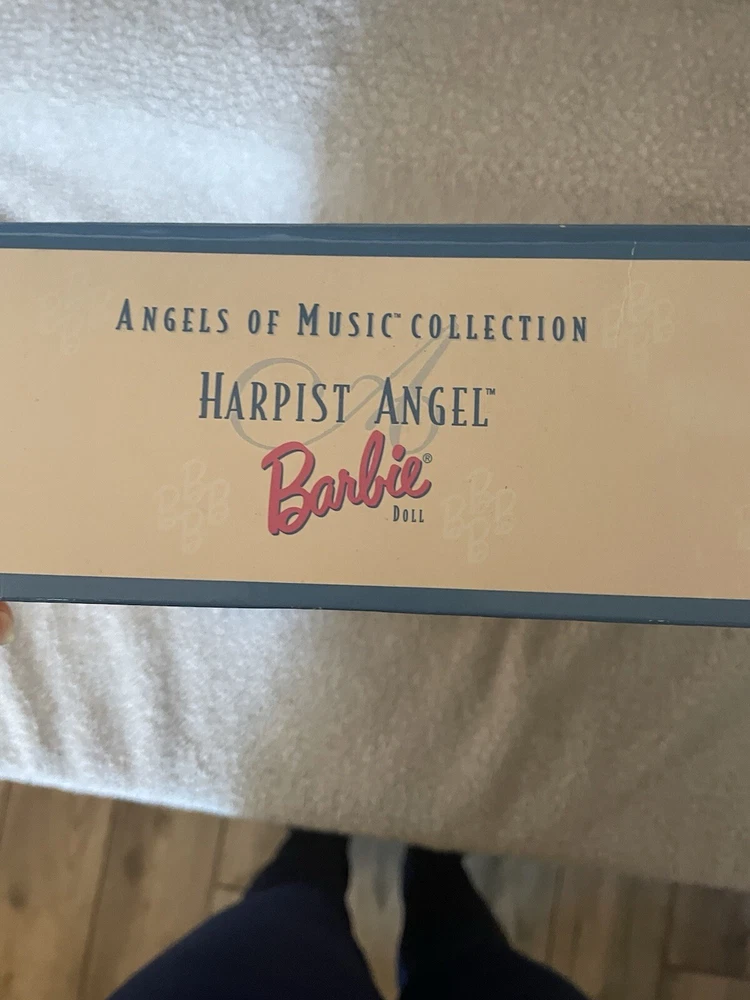 ANGELS OF MUSIC™ COLLECTION
HARPIST ANGEL™
Barbie®
DOLL